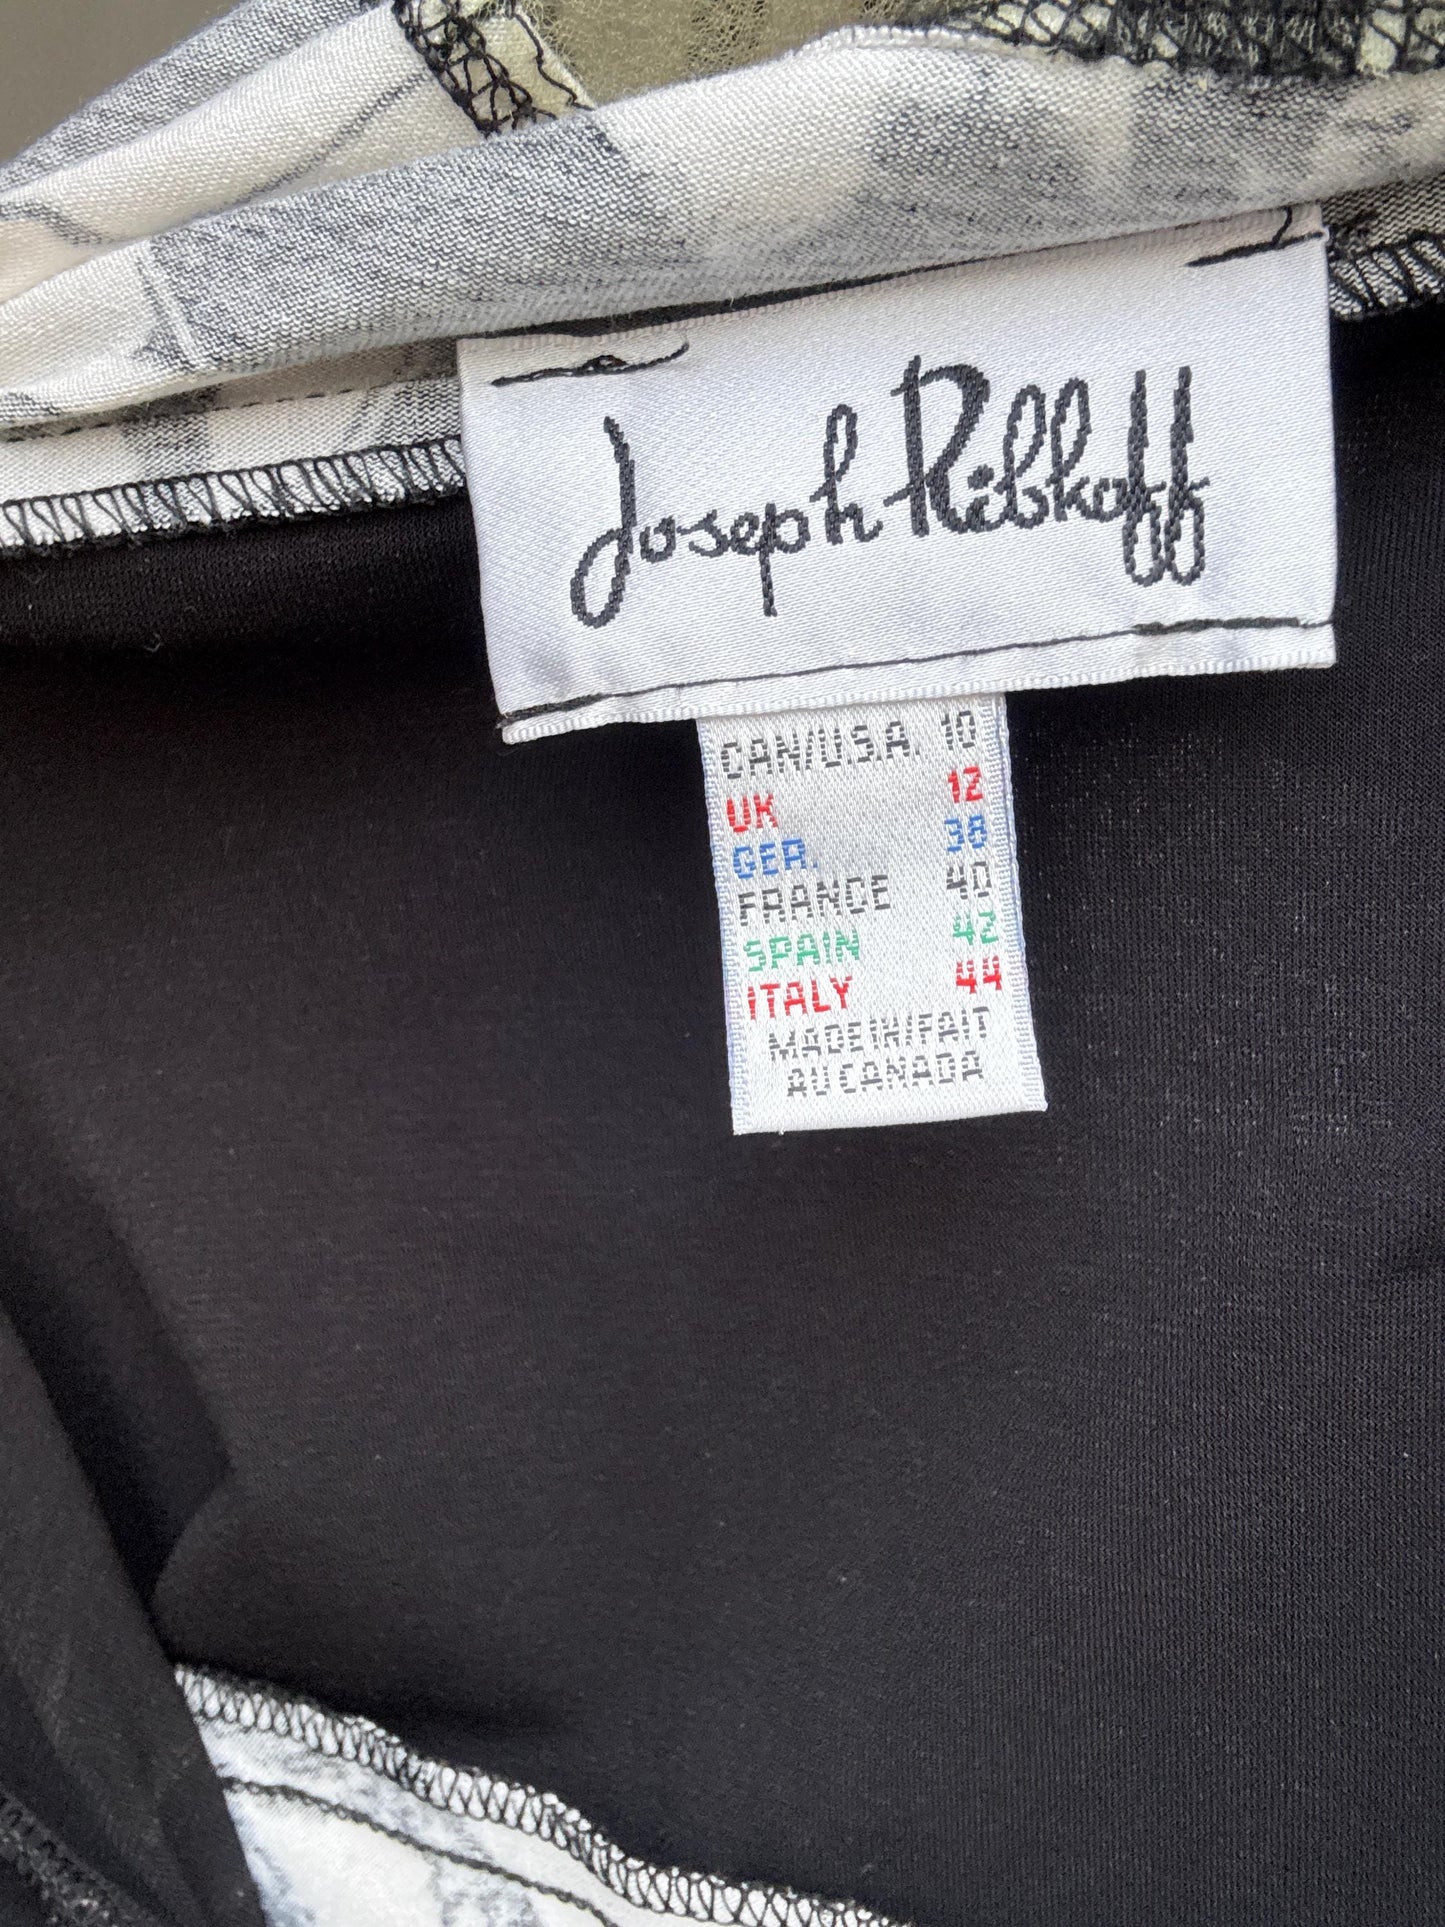 Joseph Ribkoff
CAN/U.S.A. 10
UK 12
GER. 38
FRANCE 40
SPAIN 42
ITALY 44
MADE IN/FAIT
AU CANADA